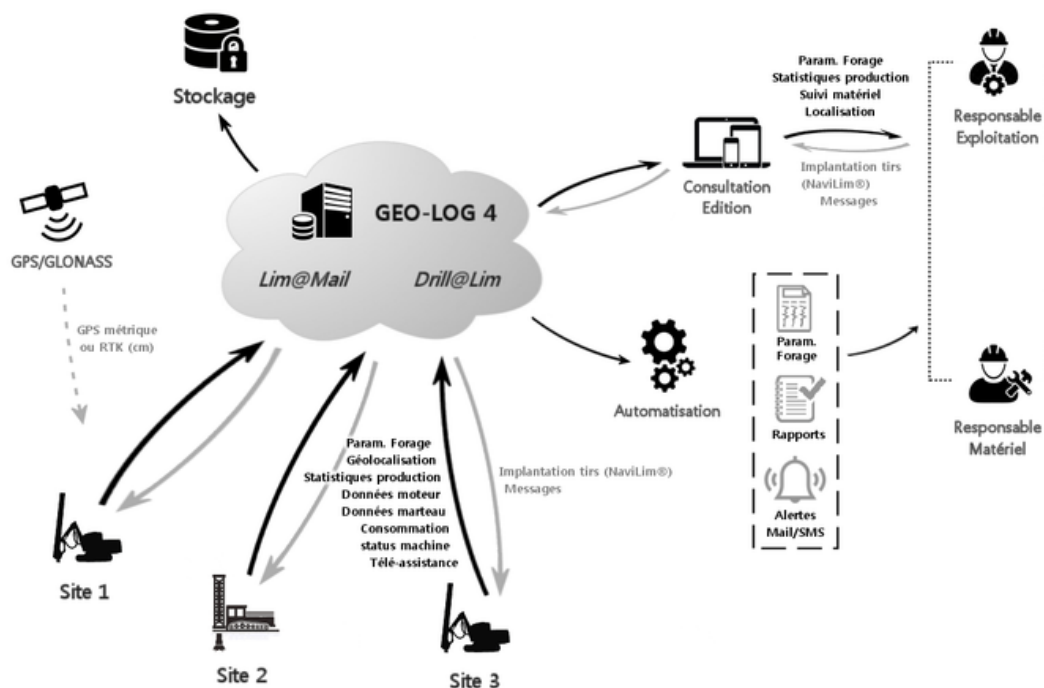 Stockage
Param. Forage
Statistiques production
Suivi matériel
Localisation
Responsable
Exploitation
Implantation tirs
(NaviLim®)
Messages
Consultation
Edition
GEO-LOG 4
Lim@Mail
Drill@Lim
GPS/GLONASS
GPS métrique
ou RTK (cm)
Automatisation
Param.
Forage
Rapports
Alertes
Mail/SMS
Responsable
Matériel
Param. Forage
Géolocalisation
Statistiques production
Données moteur
Données marteau
Consommation
status machine
Télé-assistance
Implantation tirs (NaviLim®)
Messages
Site 1
Site 2
Site 3